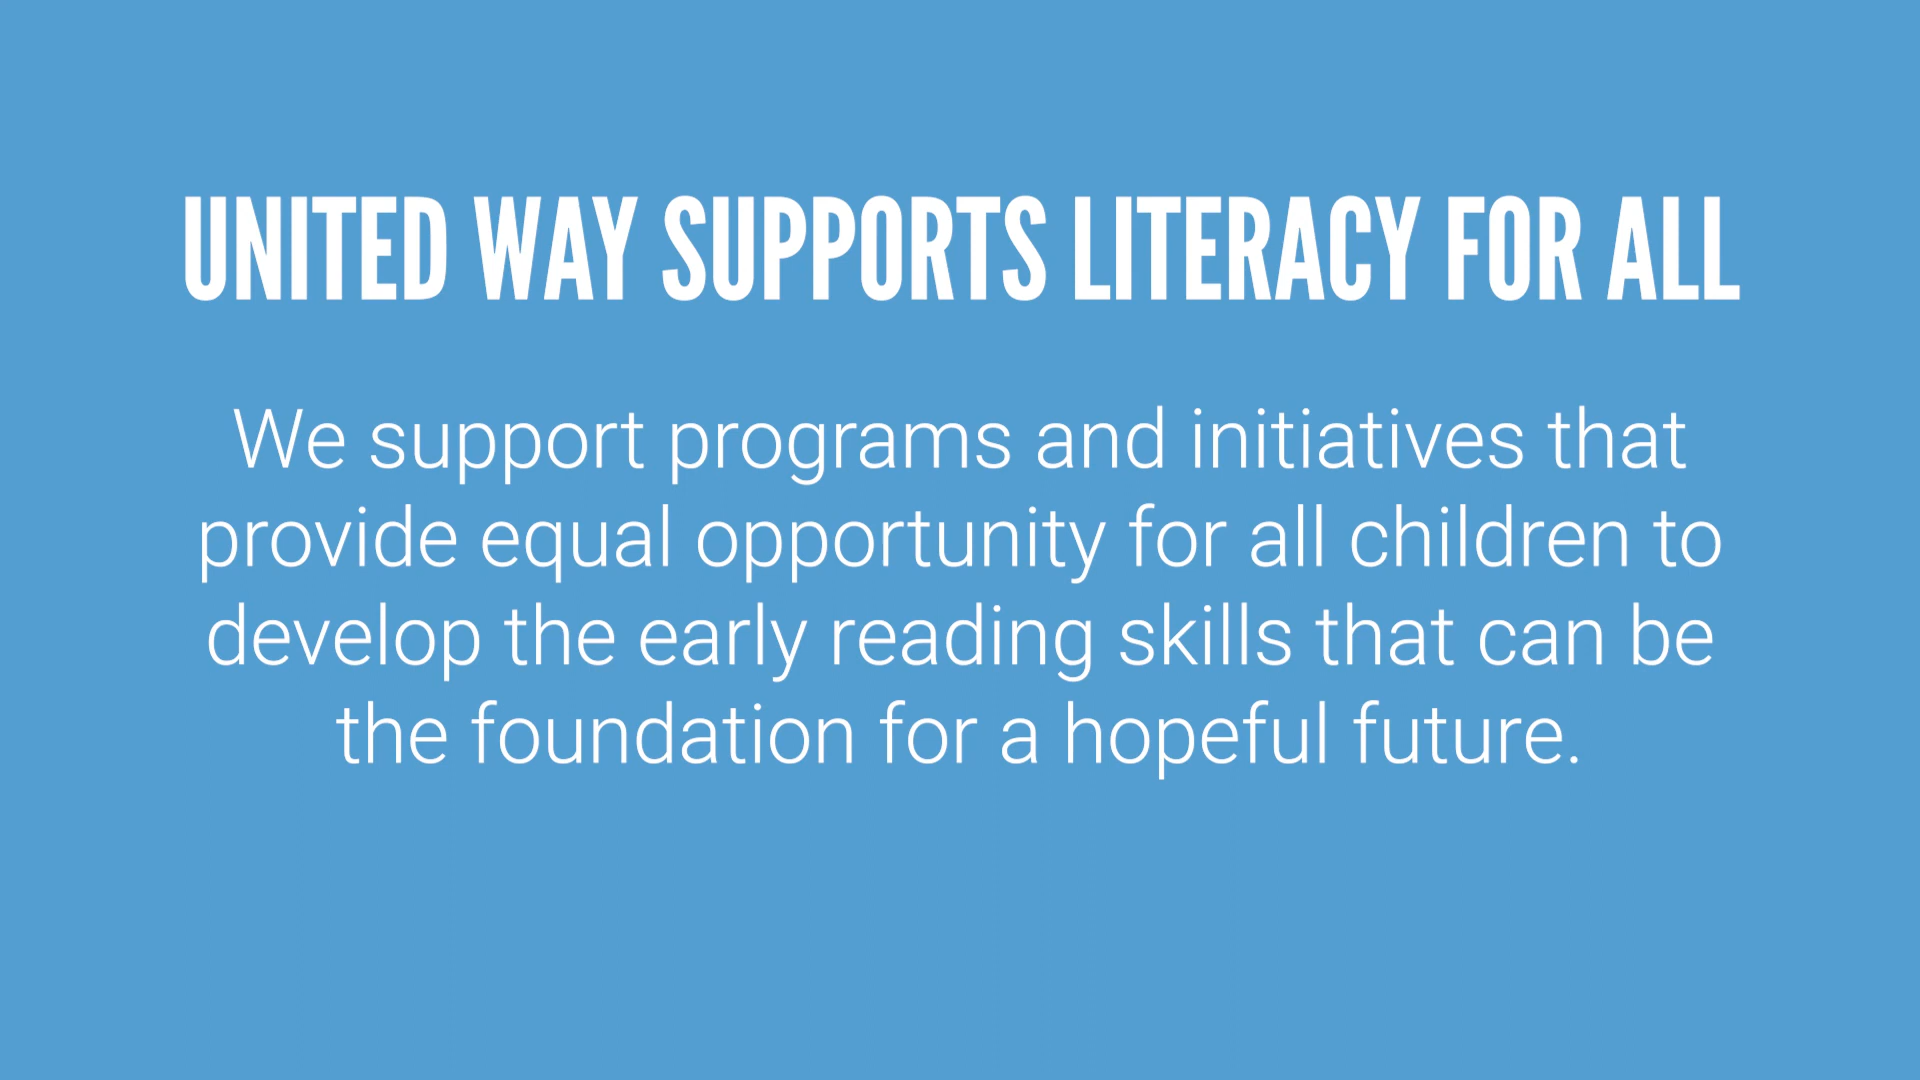 UNITED WAY SUPPORTS LITERACY FOR ALL
We support programs and initiatives that
provide equal opportunity for all children to
develop the early reading skills that can be
the foundation for a hopeful future.